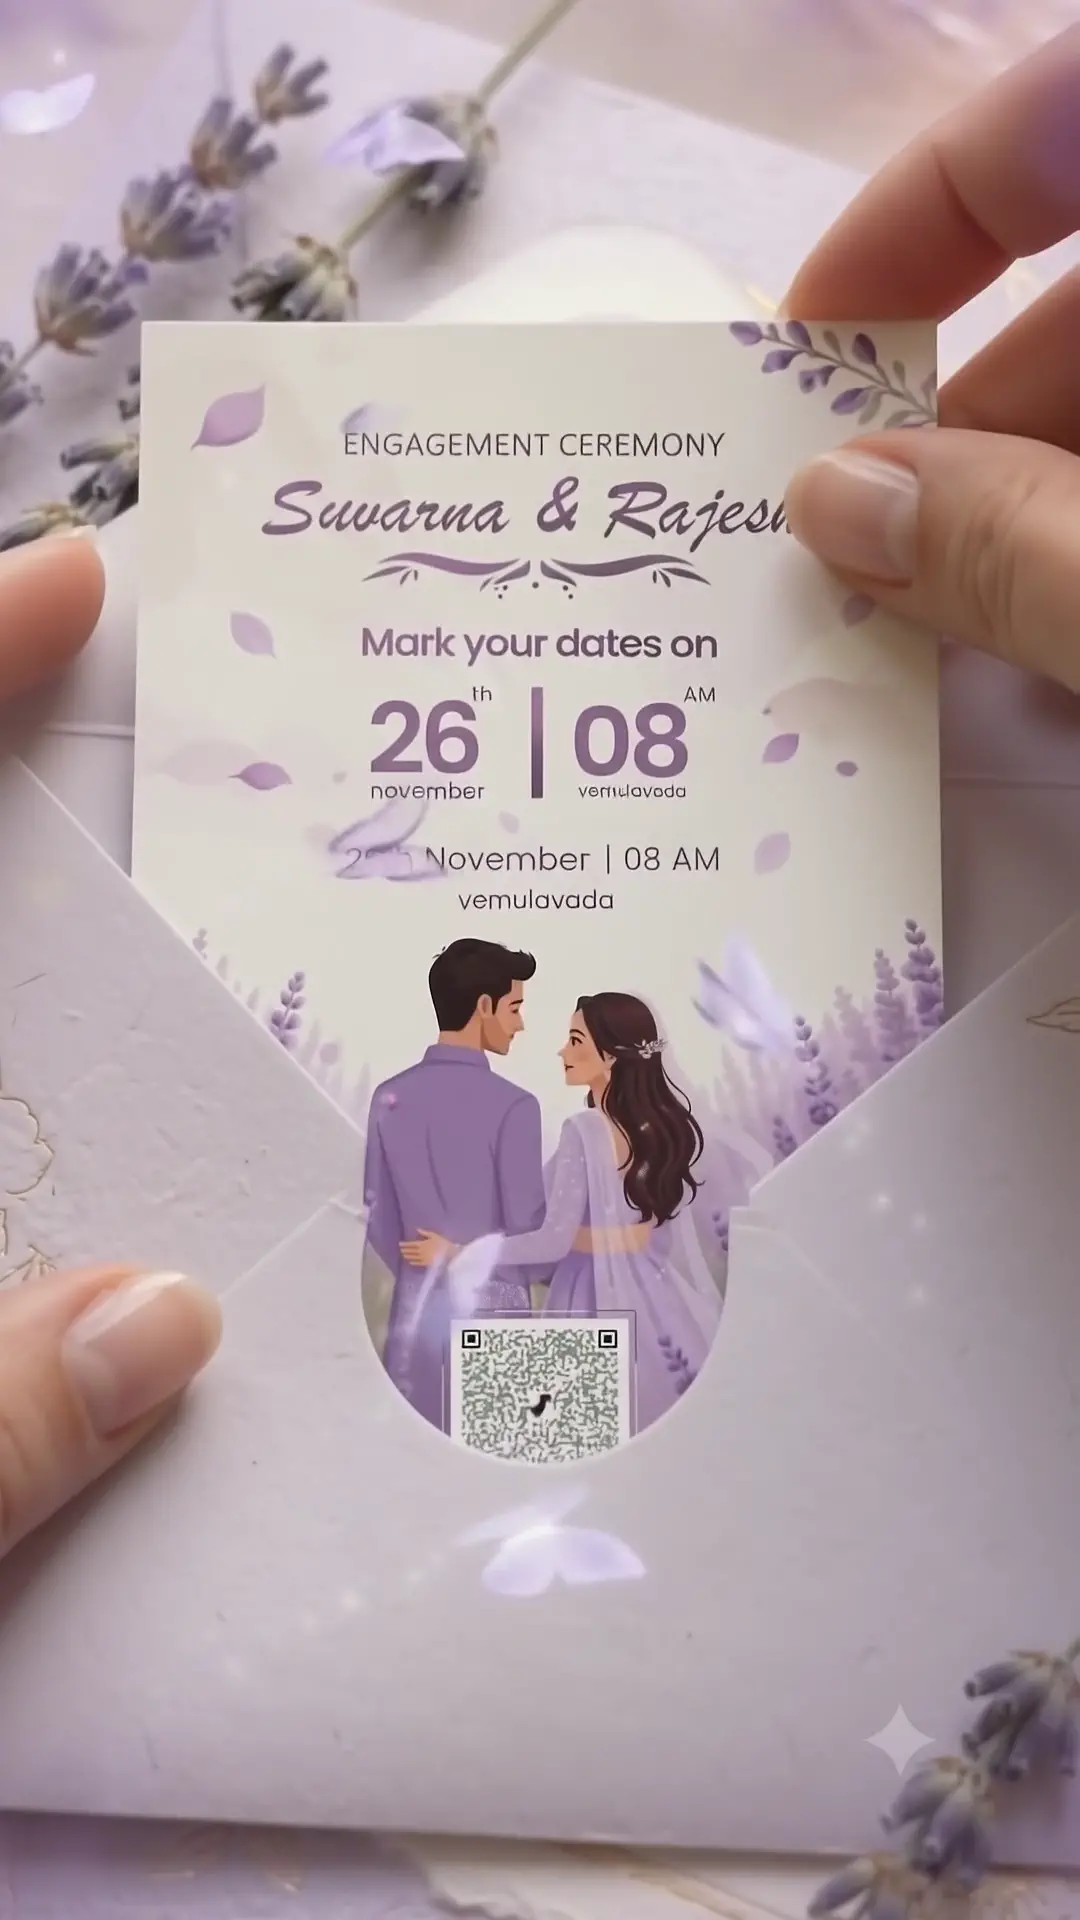 ENGAGEMENT CEREMONY
Suvarna & Rajesh
Mark your dates on
26th | 08 AM
november vemulavada
November | 08 AM
vemulavada